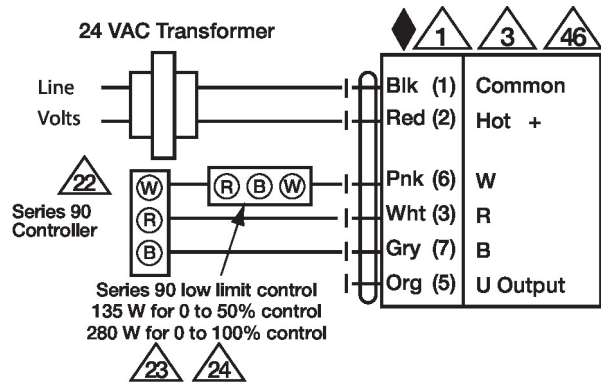 24 VAC Transformer
1 3 46
Line
Volts
Blk (1) Common
Red (2) Hot +
22
Series 90
Controller
W
R
B
R B W
Pnk (6) W
Wht (3) R
Gry (7) B
Org (5) U Output
Series 90 low limit control
135 W for 0 to 50% control
280 W for 0 to 100% control
23 24